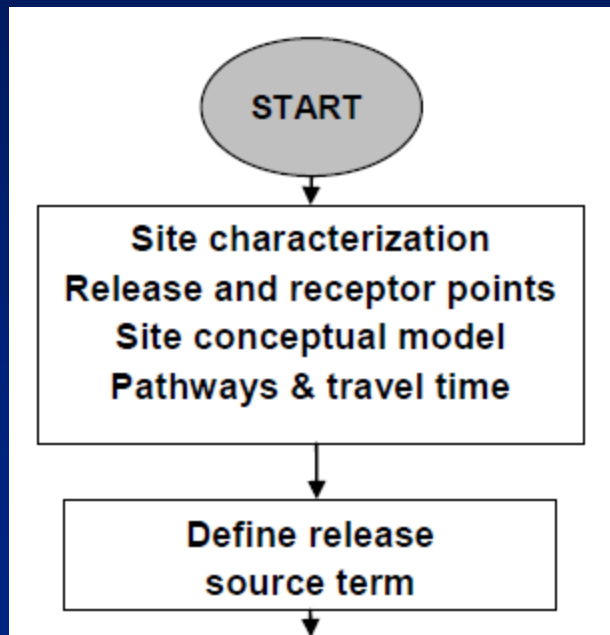 START
Site characterization
Release and receptor points
Site conceptual model
Pathways & travel time
Define release
source term